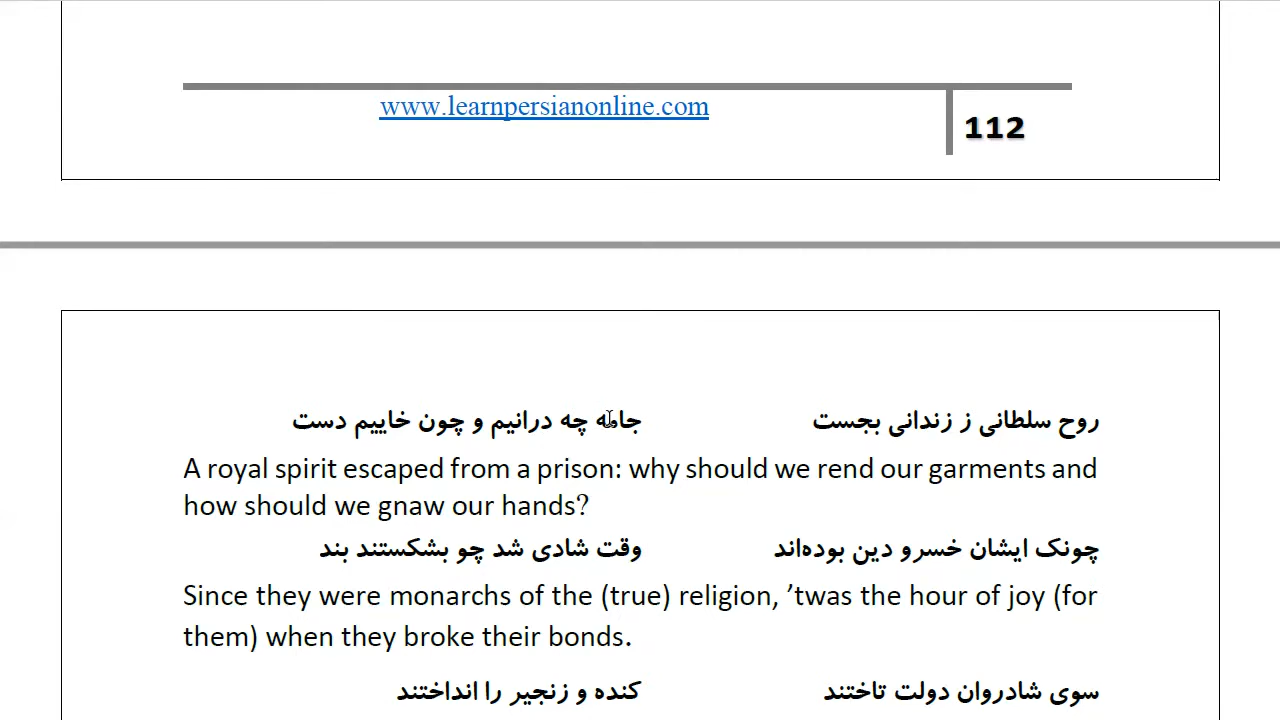 www.learnpersianonline.com
112
روح سلطانی ز زندانی بجست جامه چه درانیم و چون خاییم دست
A royal spirit escaped from a prison: why should we rend our garments and
how should we gnaw our hands?
چونک ایشان خسرو دین بوده‌اند وقت شادی شد چو بشکستند بند
Since they were monarchs of the (true) religion, ’twas the hour of joy (for
them) when they broke their bonds.
سوی شادروان دولت تاختند کنده و زنجیر را انداختند